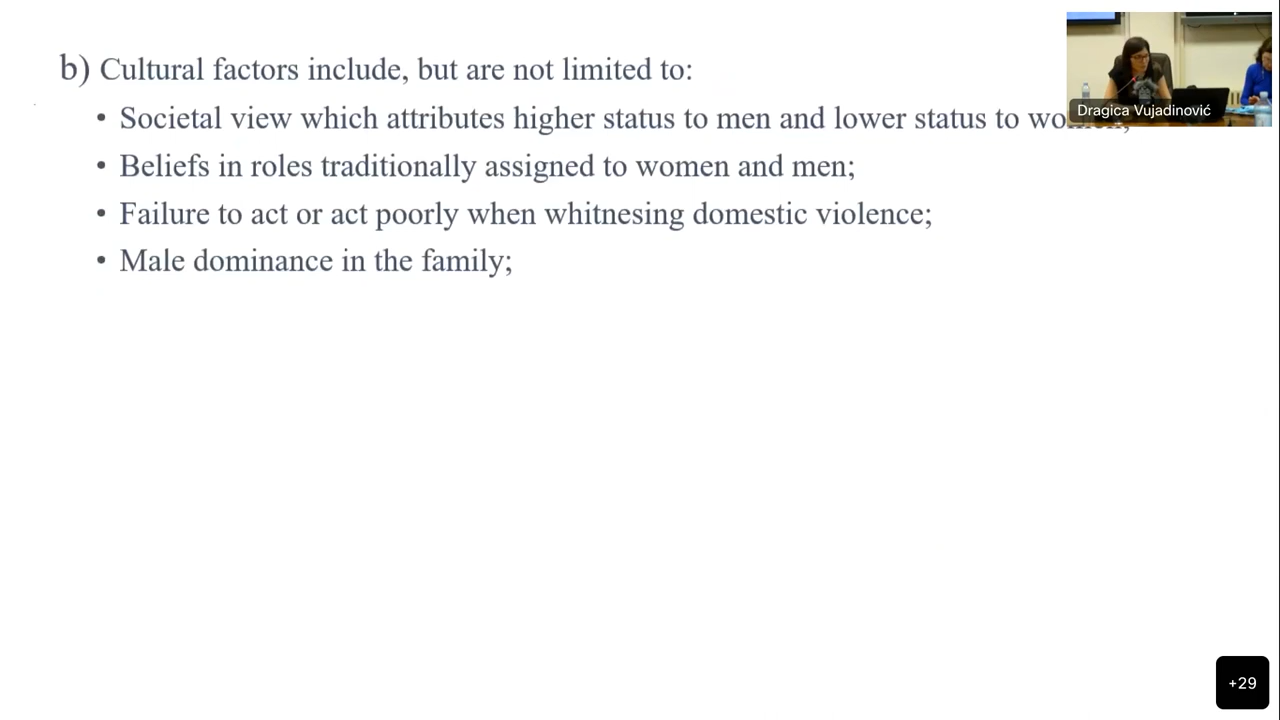 b) Cultural factors include, but are not limited to:
• Societal view which attributes higher status to men and lower status to
• Beliefs in roles traditionally assigned to women and men;
• Failure to act or act poorly when whitnesing domestic violence;
• Male dominance in the family;
Dragica Vujadinović
+29